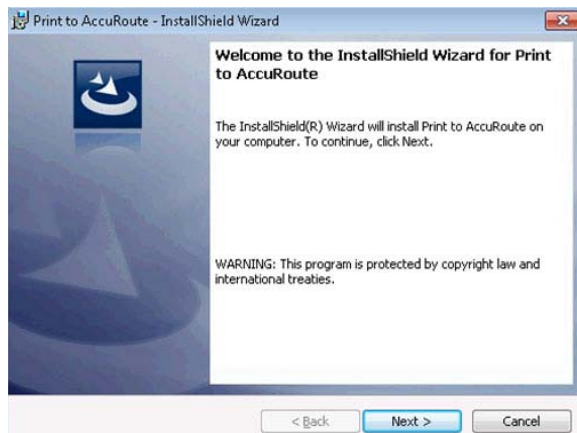 Print to AccuRoute - InstallShield Wizard
Welcome to the InstallShield Wizard for Print
to AccuRoute
The InstallShield(R) Wizard will install Print to AccuRoute on
your computer. To continue, click Next.
WARNING: This program is protected by copyright law and
international treaties.
< Back
Next >
Cancel